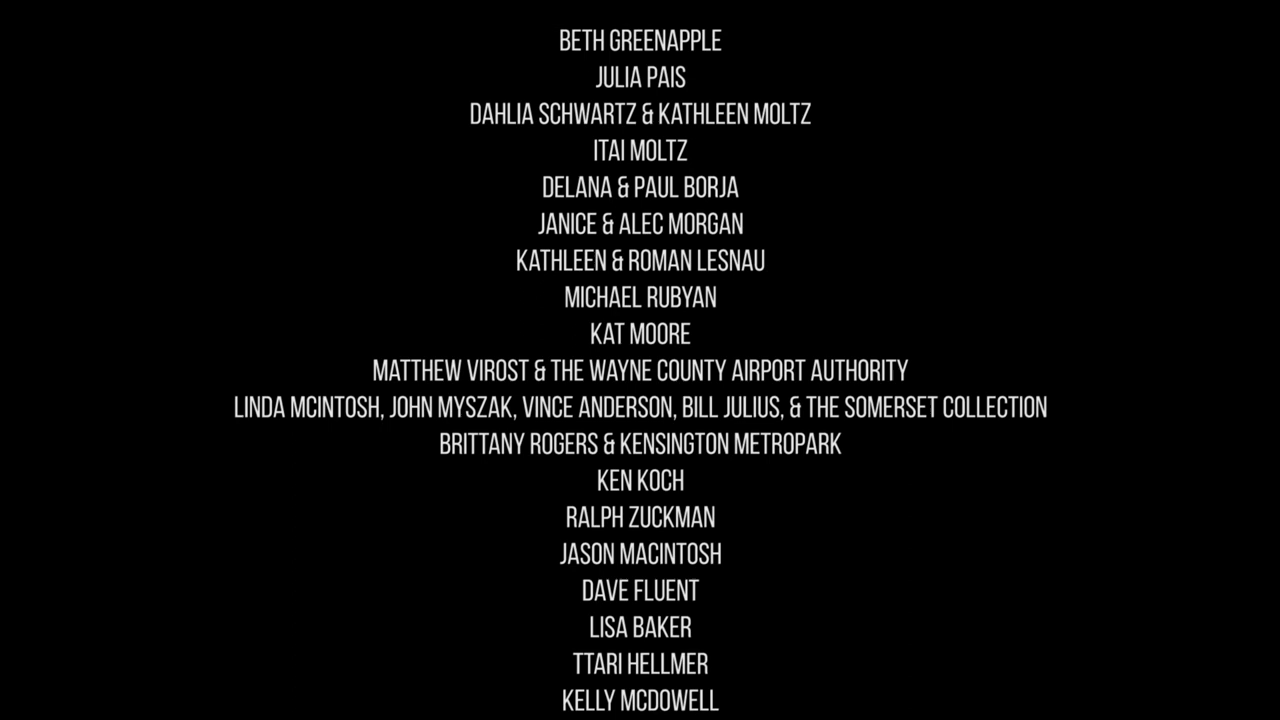 BETH GREENAPPLE
JULIA PAIS
DAHLIA SCHWARTZ & KATHLEEN MOLTZ
ITAI MOLTZ
DELANA & PAUL BORJA
JANICE & ALEC MORGAN
KATHLEEN & ROMAN LESNAU
MICHAEL RUBYAN
KAT MOORE
MATTHEW VIROST & THE WAYNE COUNTY AIRPORT AUTHORITY
LINDA MCINTOSH, JOHN MYSZAK, VINCE ANDERSON, BILL JULIUS, & THE SOMERSET COLLECTION
BRITTANY ROGERS & KENSINGTON METROPARK
KEN KOCH
RALPH ZUCKMAN
JASON MACINTOSH
DAVE FLUENT
LISA BAKER
TTARI HELLMER
KELLY MCDOWELL